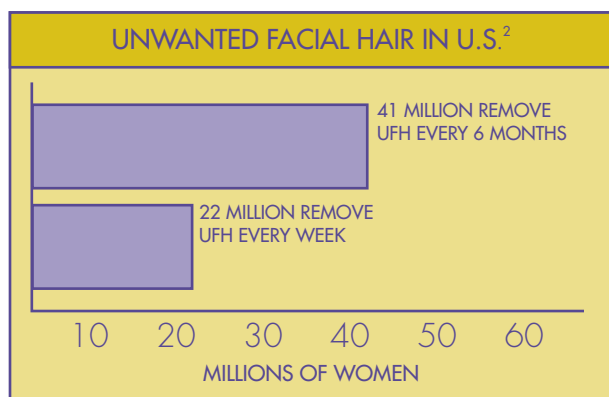 UNWANTED FACIAL HAIR IN U.S.²
41 MILLION REMOVE
UFH EVERY 6 MONTHS
22 MILLION REMOVE
UFH EVERY WEEK
10 20 30 40 50 60
MILLIONS OF WOMEN